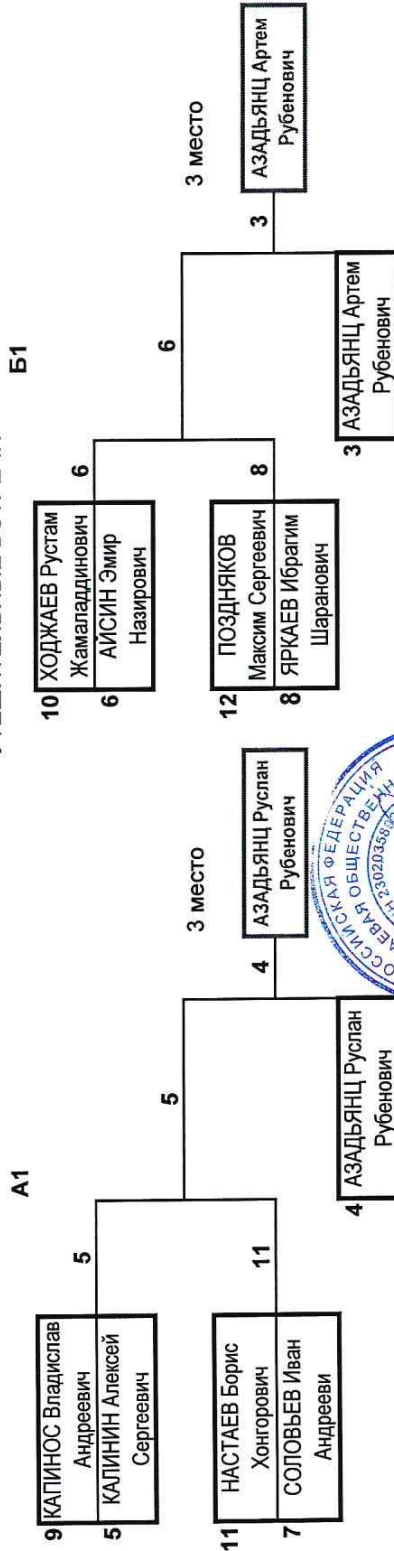 А1
9 КАПИНОС Владислав
Андреевич
5 КАЛИНИН Алексей
Сергеевич
5
11 НАСТАЕВ Борис
Хонгорович
7 СОЛОВЬЕВ Иван
Андрееви
11
5
4 АЗАДЬЯНЦ Руслан
Рубенович
4
3 место
АЗАДЬЯНЦ Руслан
Рубенович
РОССИЙСКАЯ ФЕДЕРАЦИЯ
Б1
10 ХОДЖАЕВ Рустам
Жамаладдинович
6 АЙСИН Эмир
Назирович
6
12 ПОЗДНЯКОВ
Максим Сергеевич
8 ЯРКАЕВ Ибрагим
Шаранович
8
6
3 АЗАДЬЯНЦ Артем
Рубенович
3
3 место
АЗАДЬЯНЦ Артем
Рубенович